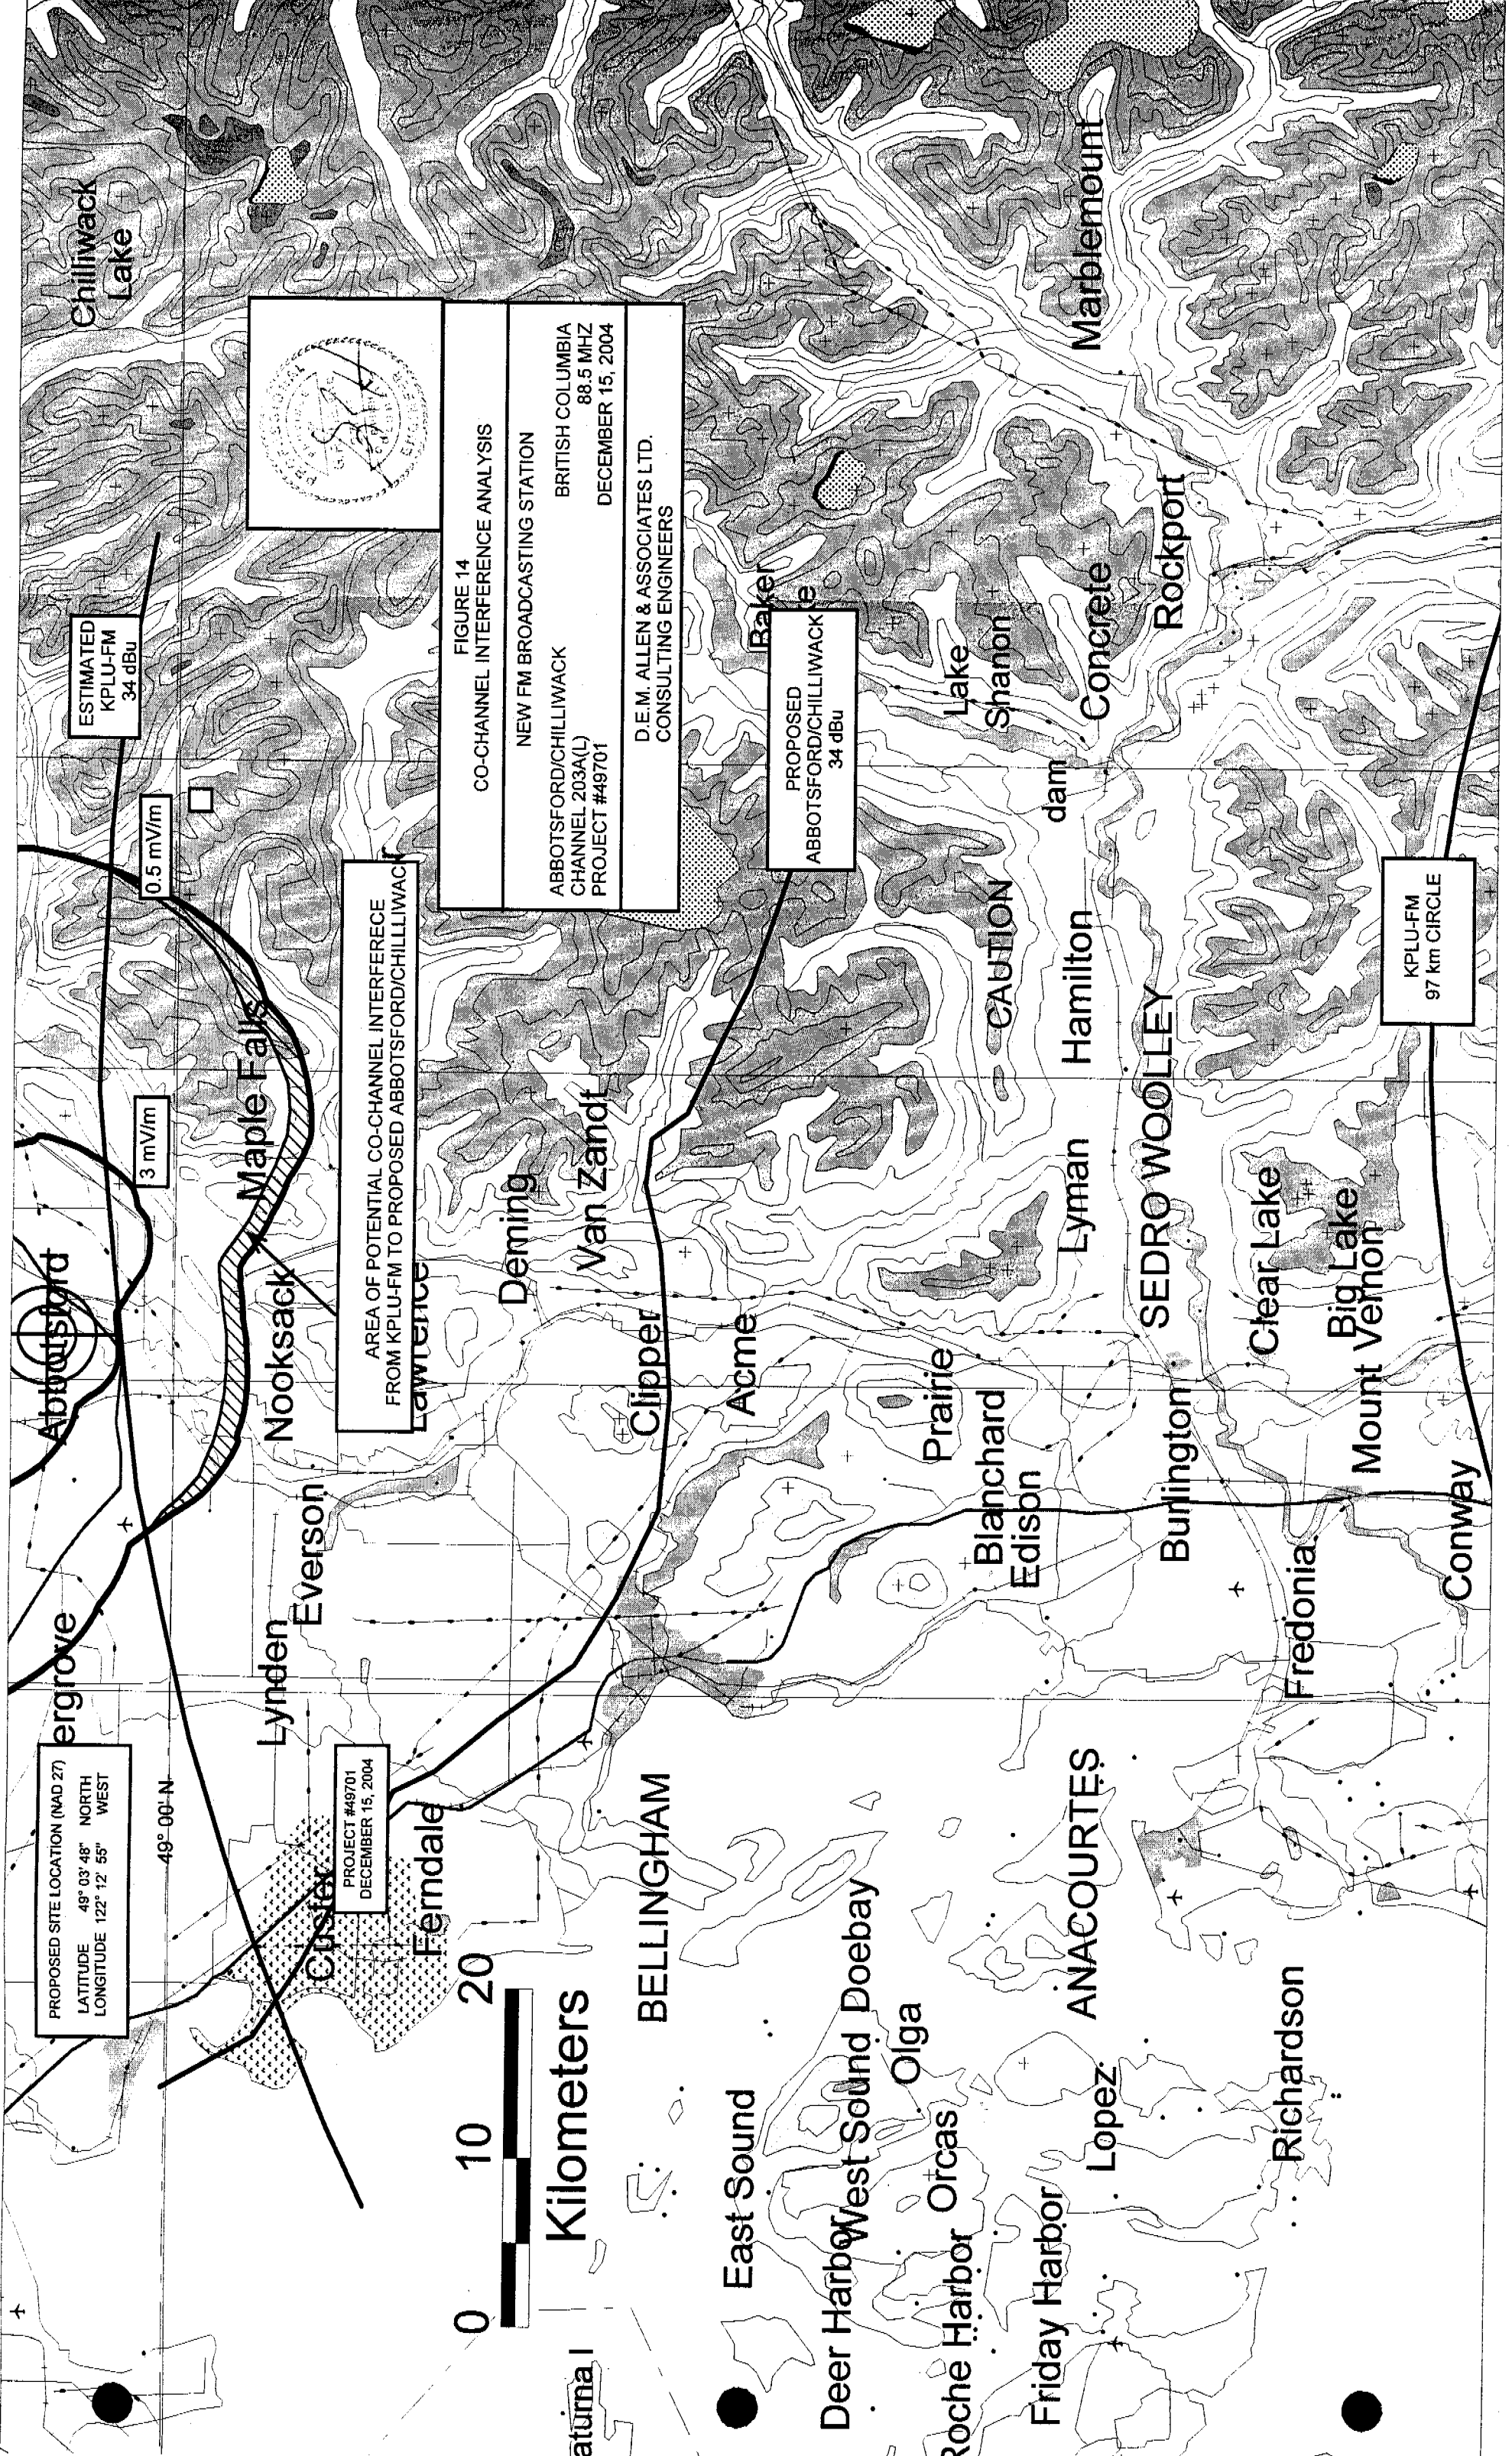 PROPOSED SITE LOCATION (NAD 27)
LATITUDE 49° 03' 48" NORTH
LONGITUDE 122° 12' 55" WEST
ergrove
Abbotsford
3 mV/m
0.5 mV/m
ESTIMATED
KPLU-FM
34 dBu
Chilliwack
Lake
49° 00' N
Lynden
Everson
Nooksack
Maple Falls
Custer
PROJECT #49701
DECEMBER 15, 2004
Ferndale
AREA OF POTENTIAL CO-CHANNEL INTERFERECE
FROM KPLU-FM TO PROPOSED ABBOTSFORD/CHILLIWACK
Lawrence
PROFESSIONAL
ENGINEER
FIGURE 14
CO-CHANNEL INTERFERENCE ANALYSIS
NEW FM BROADCASTING STATION
ABBOTSFORD/CHILLIWACK BRITISH COLUMBIA
CHANNEL 203A(L) 88.5 MHZ
PROJECT #49701 DECEMBER 15, 2004
D.E.M. ALLEN & ASSOCIATES LTD.
CONSULTING ENGINEERS
0 10 20
Kilometers
Deming
Van Zandt
aturna I
BELLINGHAM
Clipper
Acme
Baker
ke
PROPOSED
ABBOTSFORD/CHILLIWACK
34 dBu
East Sound
Deer Harbor
West Sound
Doebay
Olga
Orcas
Roche Harbor
Prairie
Blanchard
Edison
CAUTION
Lake
Shanon
dam
Friday Harbor
Lopez
ANACOURTES
Lyman
Hamilton
Concrete
Marblemount
Burlington
SEDRO WOOLLEY
Rockport
Richardson
Fredonia
Clear Lake
Big Lake
Mount Vernon
Conway
KPLU-FM
97 km CIRCLE